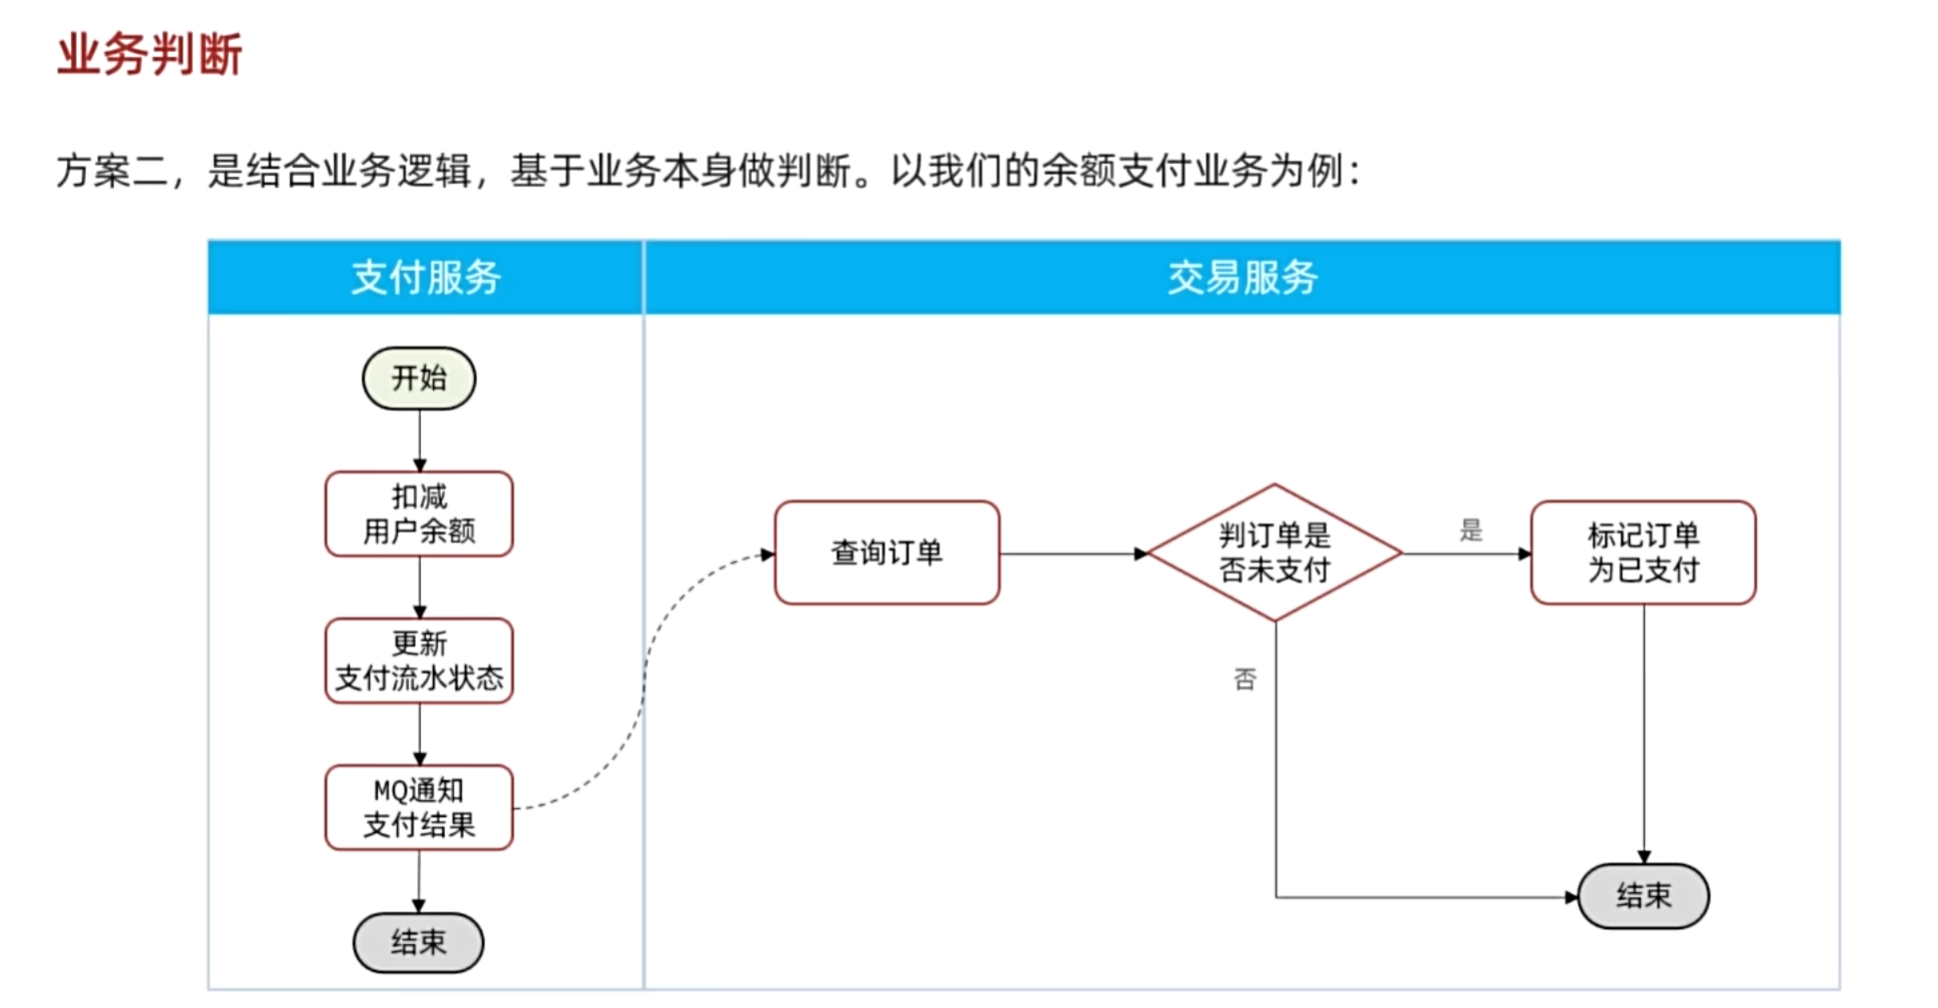 业务判断
方案二，是结合业务逻辑，基于业务本身做判断。以我们的余额支付业务为例：
支付服务
交易服务
开始
扣减
用户余额
更新
支付流水状态
MQ通知
支付结果
结束
查询订单
判订单是
否未支付
是
标记订单
为已支付
否
结束